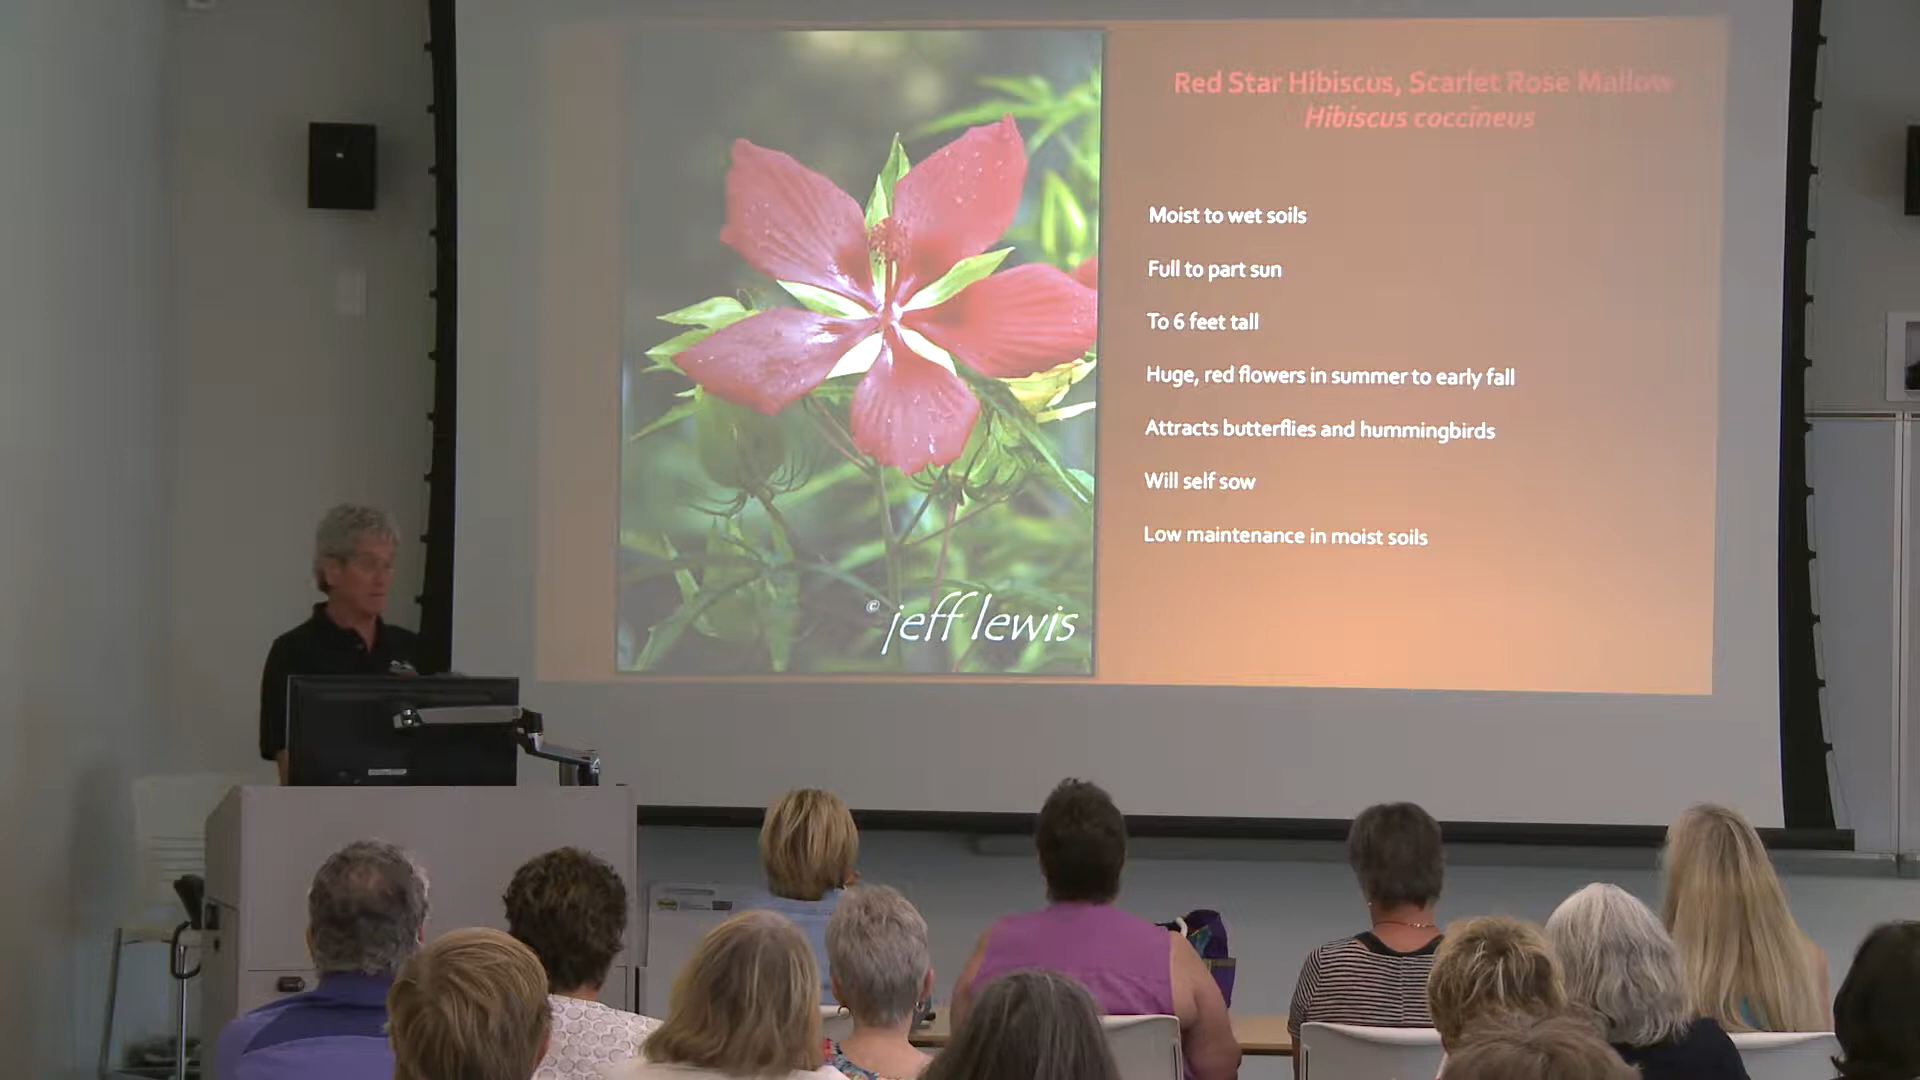 Red Star Hibiscus, Scarlet Rose Mallow
Hibiscus coccineus
Moist to wet soils
Full to part sun
To 6 feet tall
Huge, red flowers in summer to early fall
Attracts butterflies and hummingbirds
Will self sow
Low maintenance in moist soils
© jeff lewis